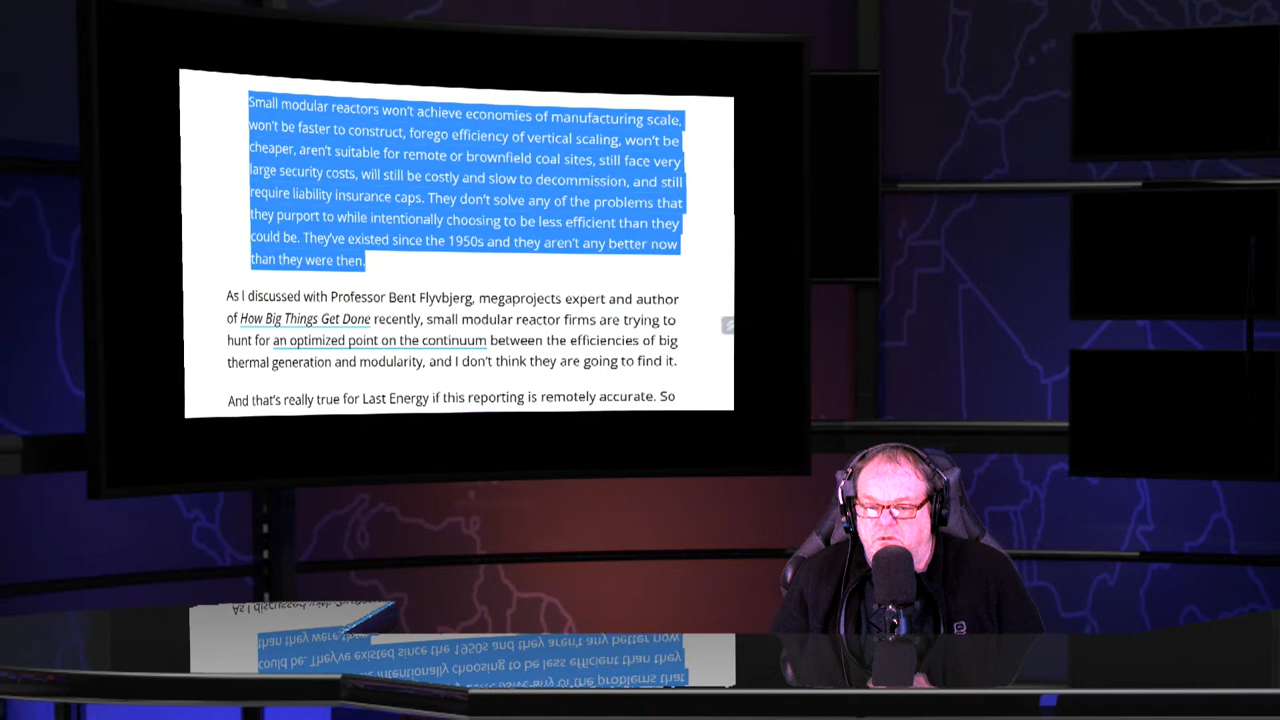 Small modular reactors won't achieve economies of manufacturing scale,
won't be faster to construct, forego efficiency of vertical scaling, won't be
cheaper, aren't suitable for remote or brownfield coal sites, still face very
large security costs, will still be costly and slow to decommission, and still
require liability insurance caps. They don't solve any of the problems that
they purport to while intentionally choosing to be less efficient than they
could be. They've existed since the 1950s and they aren't any better now
than they were then.
As I discussed with Professor Bent Flyvbjerg, megaprojects expert and author
of How Big Things Get Done recently, small modular reactor firms are trying to
hunt for an optimized point on the continuum between the efficiencies of big
thermal generation and modularity, and I don't think they are going to find it.
And that's really true for Last Energy if this reporting is remotely accurate. So